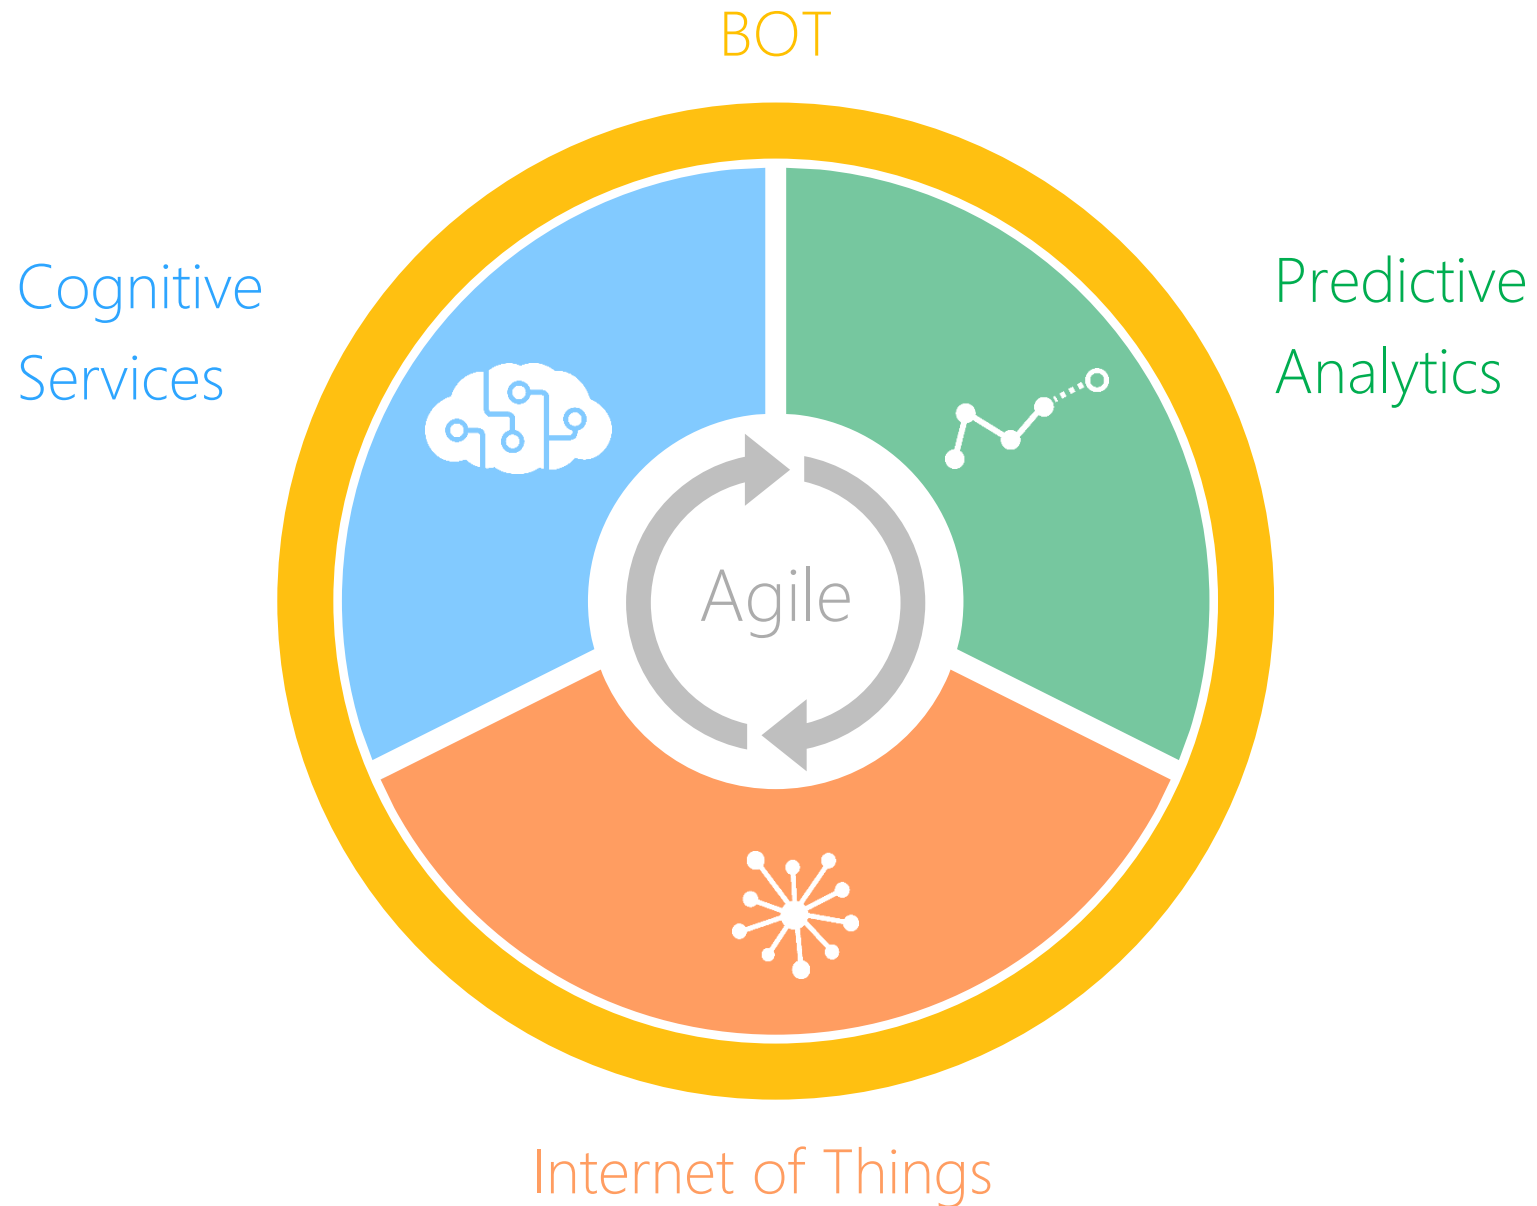 BOT
Cognitive
Services
Predictive
Analytics
Agile
Internet of Things